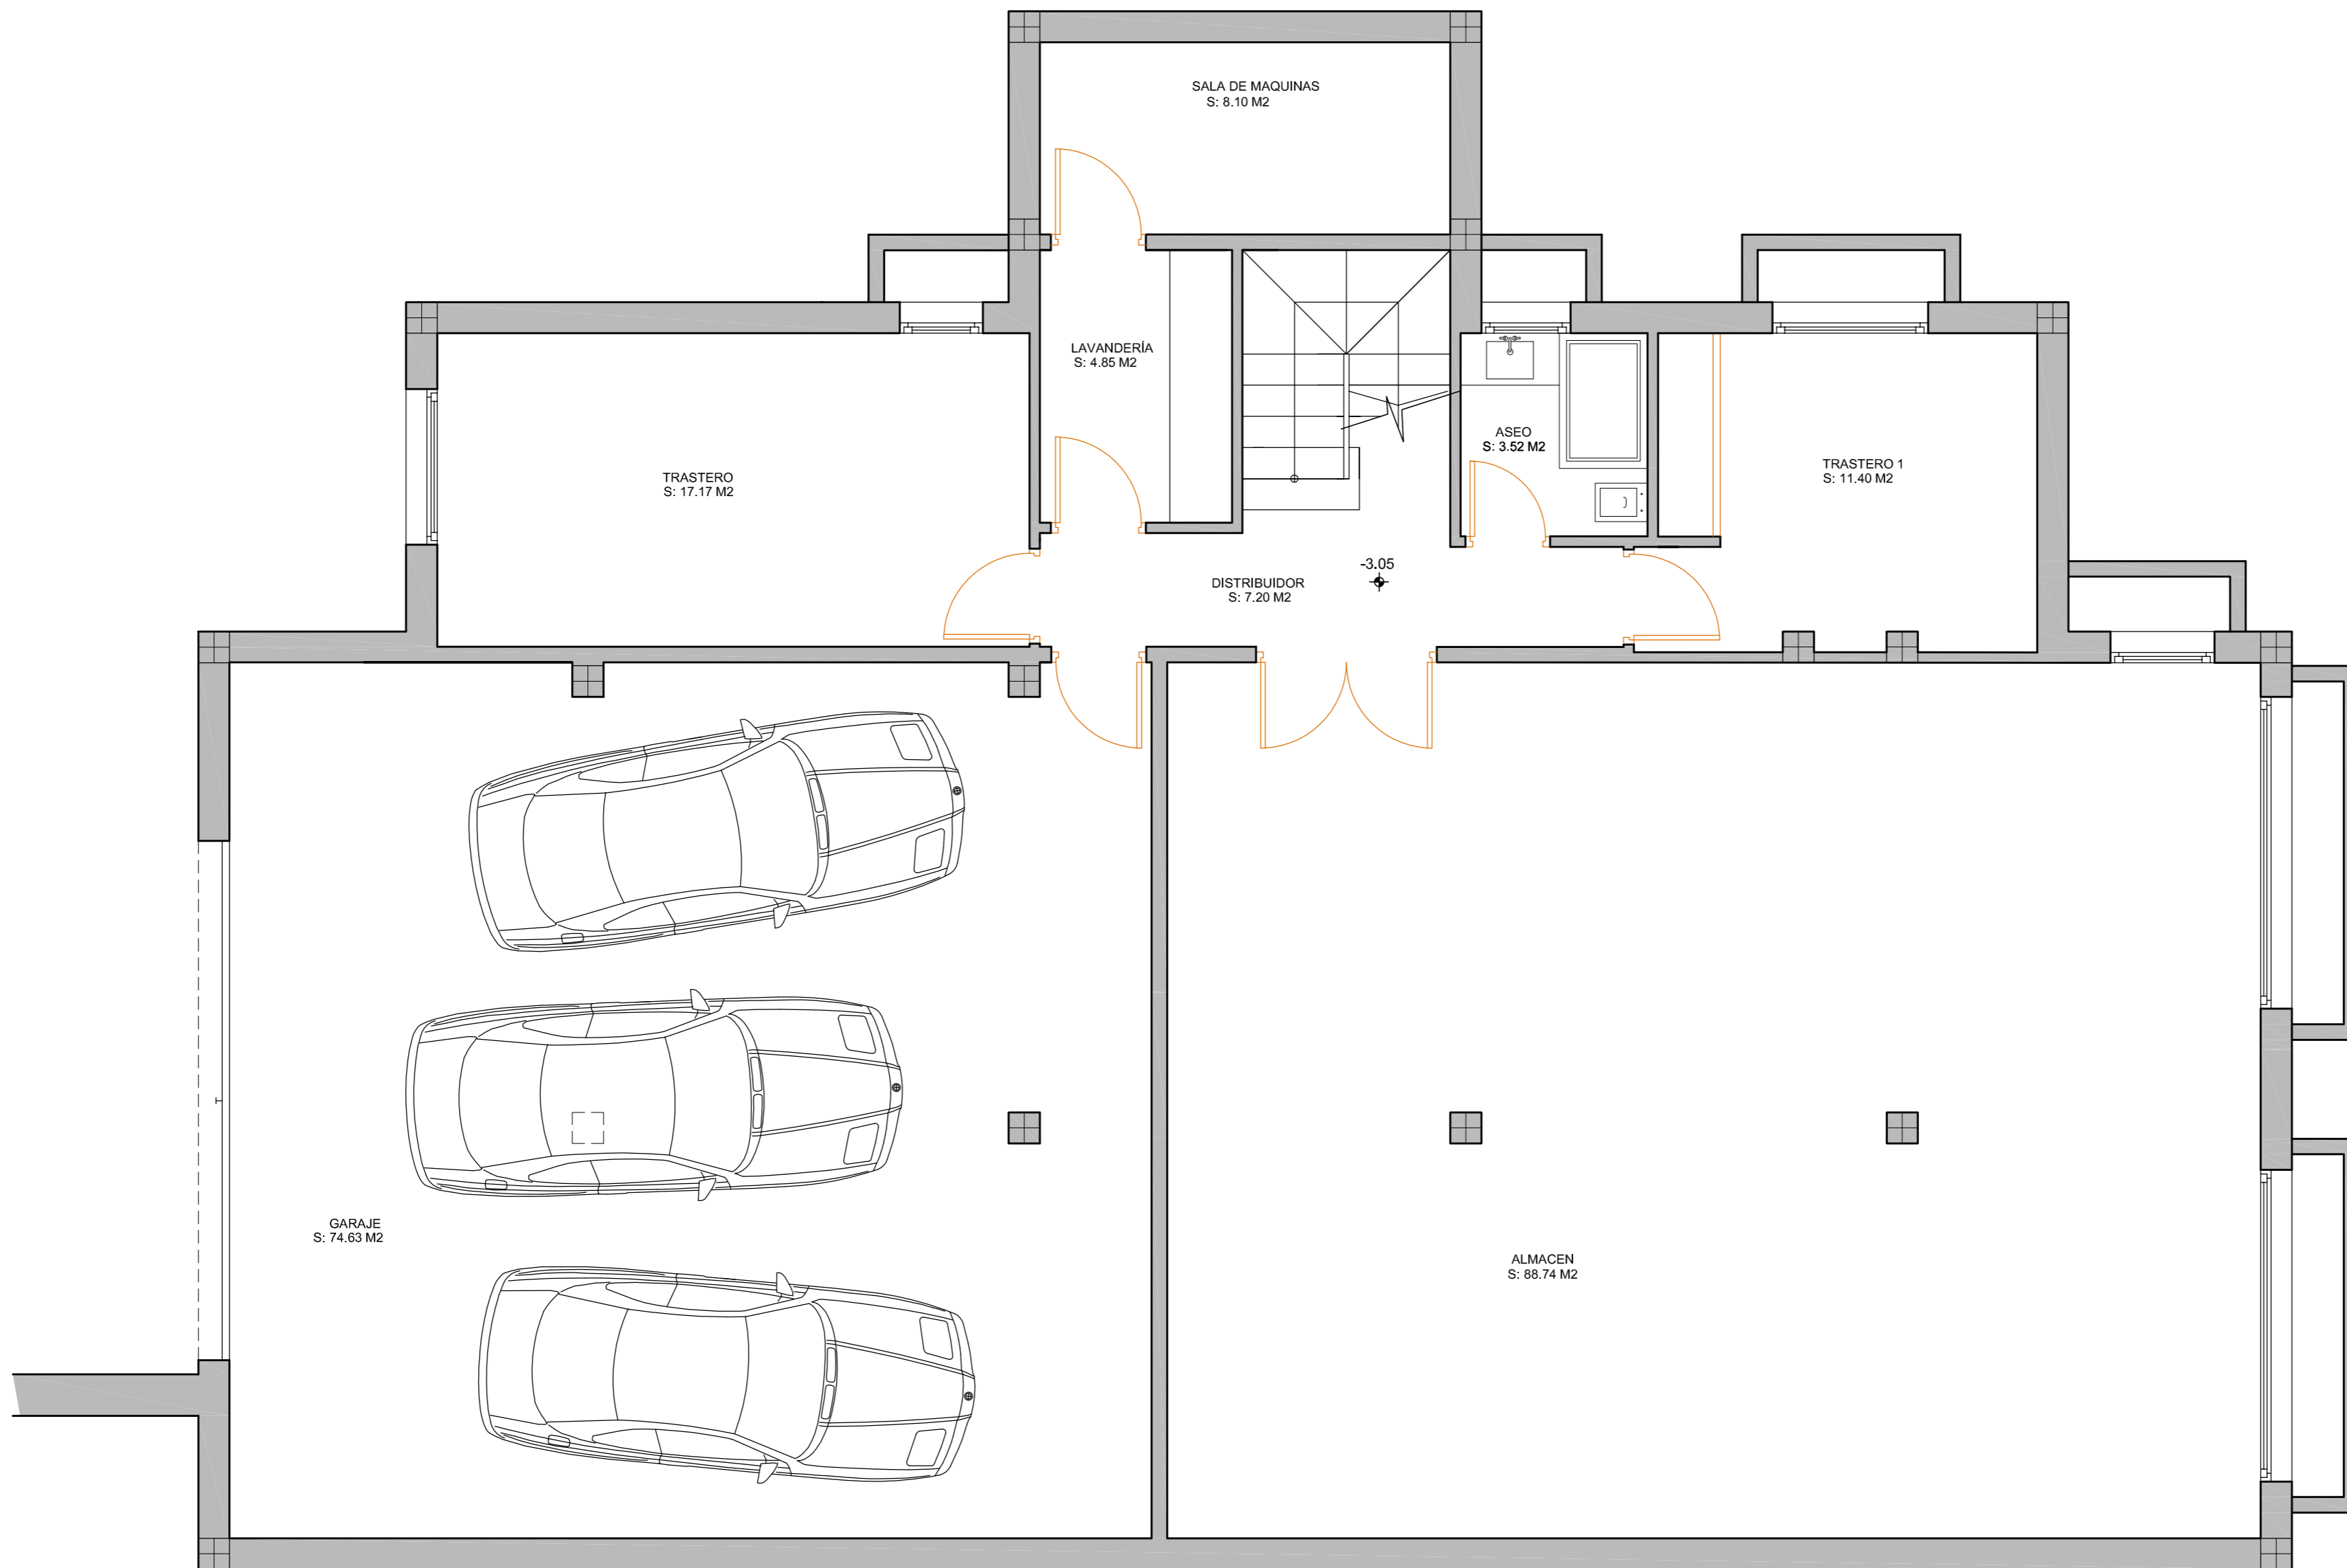 SALA DE MAQUINAS
S: 8.10 M2
LAVANDERÍA
S: 4.85 M2
ASEO
S: 3.52 M2
TRASTERO
S: 17.17 M2
TRASTERO 1
S: 11.40 M2
-3.05
DISTRIBUIDOR
S: 7.20 M2
GARAJE
S: 74.63 M2
ALMACEN
S: 88.74 M2